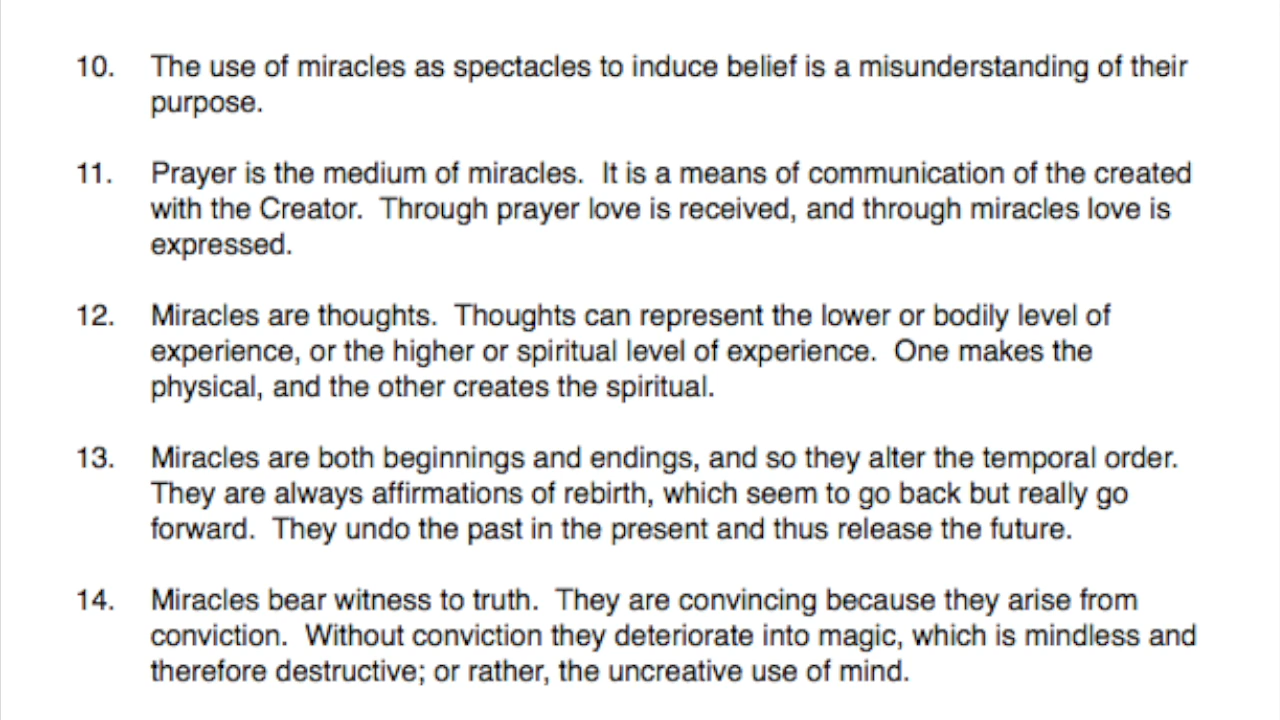 10. The use of miracles as spectacles to induce belief is a misunderstanding of their
purpose.
11. Prayer is the medium of miracles.  It is a means of communication of the created
with the Creator.  Through prayer love is received, and through miracles love is
expressed.
12. Miracles are thoughts.  Thoughts can represent the lower or bodily level of
experience, or the higher or spiritual level of experience.  One makes the
physical, and the other creates the spiritual.
13. Miracles are both beginnings and endings, and so they alter the temporal order.
They are always affirmations of rebirth, which seem to go back but really go
forward.  They undo the past in the present and thus release the future.
14. Miracles bear witness to truth.  They are convincing because they arise from
conviction.  Without conviction they deteriorate into magic, which is mindless and
therefore destructive; or rather, the uncreative use of mind.